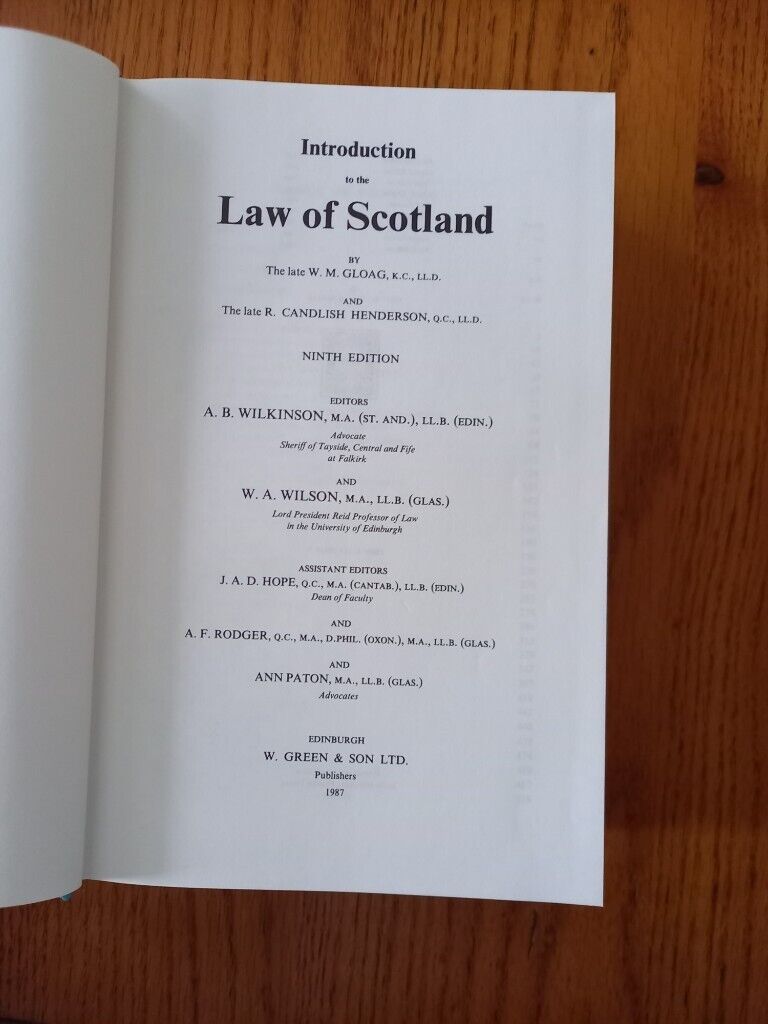 Introduction
to the
Law of Scotland
BY
The late W. M. GLOAG, K.C., LL.D.
AND
The late R. CANDLISH HENDERSON, Q.C., LL.D.
NINTH EDITION
EDITORS
A. B. WILKINSON, M.A. (ST. AND.), LL.B. (EDIN.)
Advocate
Sheriff of Tayside, Central and Fife
at Falkirk
AND
W. A. WILSON, M.A., LL.B. (GLAS.)
Lord President Reid Professor of Law
in the University of Edinburgh
ASSISTANT EDITORS
J. A. D. HOPE, Q.C., M.A. (CANTAB.), LL.B. (EDIN.)
Dean of Faculty
AND
A. F. RODGER, Q.C., M.A., D.PHIL. (OXON.), M.A., LL.B. (GLAS.)
AND
ANN PATON, M.A., LL.B. (GLAS.)
Advocates
EDINBURGH
W. GREEN & SON LTD.
Publishers
1987